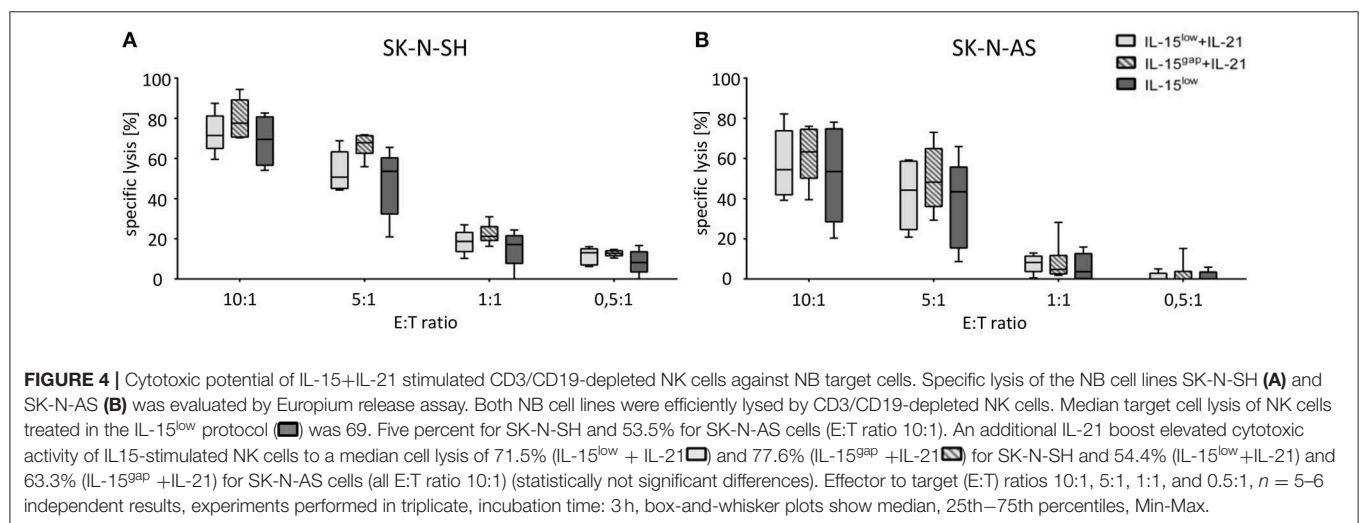 A
SK-N-SH
B
SK-N-AS
IL-15low+IL-21
IL-15gap+IL-21
IL-15low
specific lysis [%]
100
80
60
40
20
0
10:1
5:1
1:1
0,5:1
E:T ratio
specific lysis [%]
100
80
60
40
20
0
10:1
5:1
1:1
0,5:1
E:T ratio
FIGURE 4 | Cytotoxic potential of IL-15+IL-21 stimulated CD3/CD19-depleted NK cells against NB target cells. Specific lysis of the NB cell lines SK-N-SH (A) and
SK-N-AS (B) was evaluated by Europium release assay. Both NB cell lines were efficiently lysed by CD3/CD19-depleted NK cells. Median target cell lysis of NK cells
treated in the IL-15low protocol () was 69. Five percent for SK-N-SH and 53.5% for SK-N-AS cells (E:T ratio 10:1). An additional IL-21 boost elevated cytotoxic
activity of IL15-stimulated NK cells to a median cell lysis of 71.5% (IL-15low + IL-21) and 77.6% (IL-15gap +IL-21) for SK-N-SH and 54.4% (IL-15low+IL-21) and
63.3% (IL-15gap +IL-21) for SK-N-AS cells (all E:T ratio 10:1) (statistically not significant differences). Effector to target (E:T) ratios 10:1, 5:1, 1:1, and 0.5:1, n = 5–6
independent results, experiments performed in triplicate, incubation time: 3 h, box-and-whisker plots show median, 25th–75th percentiles, Min-Max.